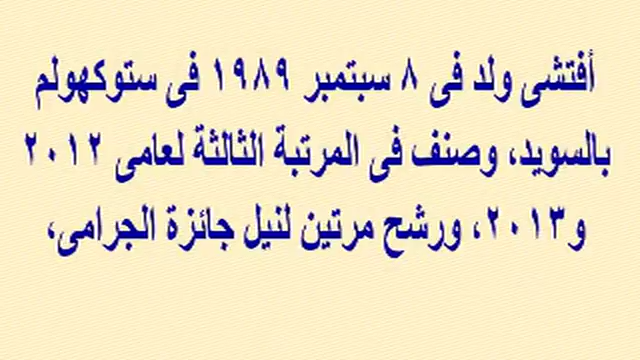 أفتشى ولد فى ٨ سبتمبر ١٩٨٩ فى ستوكهولم
بالسويد، وصنف فى المرتبة الثالثة لعامى ٢٠١٢
و٢٠١٣، ورشح مرتين لنيل جائزة الجرامى،